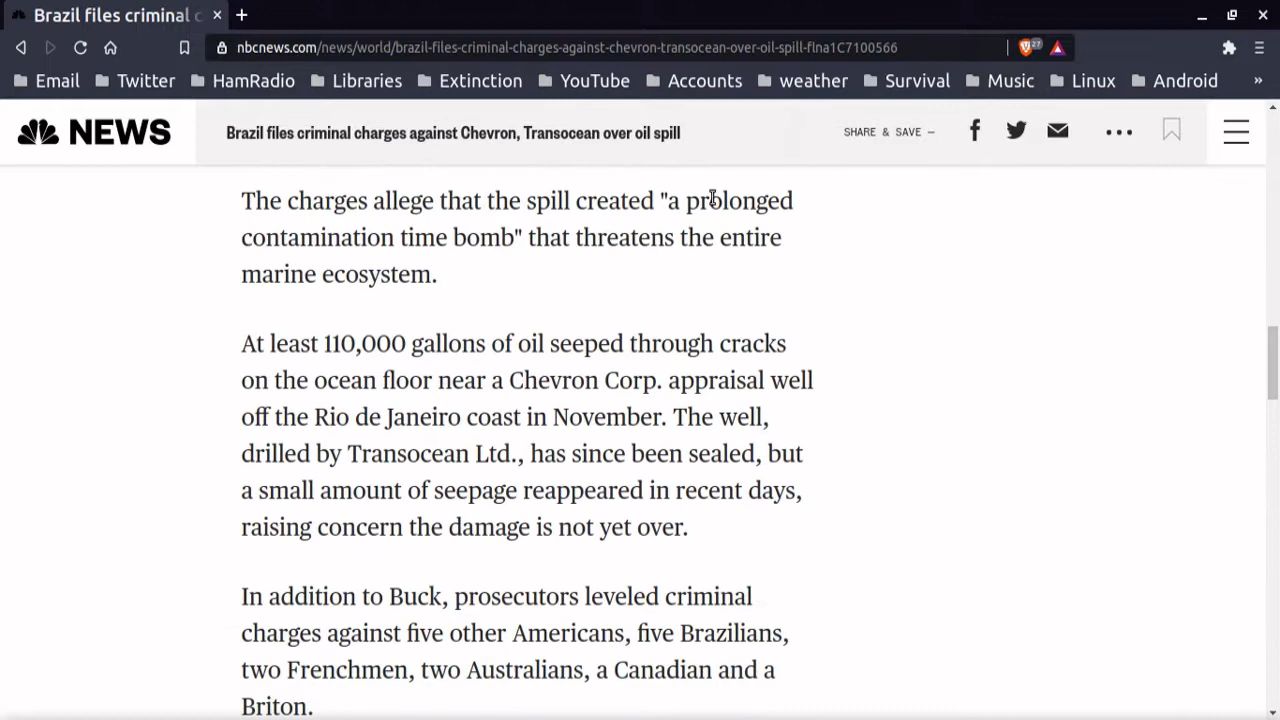 Brazil files criminal c
nbcnews.com/news/world/brazil-files-criminal-charges-against-chevron-transocean-over-oil-spill-flna1C7100566
27
Email Twitter HamRadio Libraries Extinction YouTube Accounts weather Survival Music Linux Android »
NEWS Brazil files criminal charges against Chevron, Transocean over oil spill SHARE & SAVE —
The charges allege that the spill created "a prolonged
contamination time bomb" that threatens the entire
marine ecosystem.
At least 110,000 gallons of oil seeped through cracks
on the ocean floor near a Chevron Corp. appraisal well
off the Rio de Janeiro coast in November. The well,
drilled by Transocean Ltd., has since been sealed, but
a small amount of seepage reappeared in recent days,
raising concern the damage is not yet over.
In addition to Buck, prosecutors leveled criminal
charges against five other Americans, five Brazilians,
two Frenchmen, two Australians, a Canadian and a
Briton.